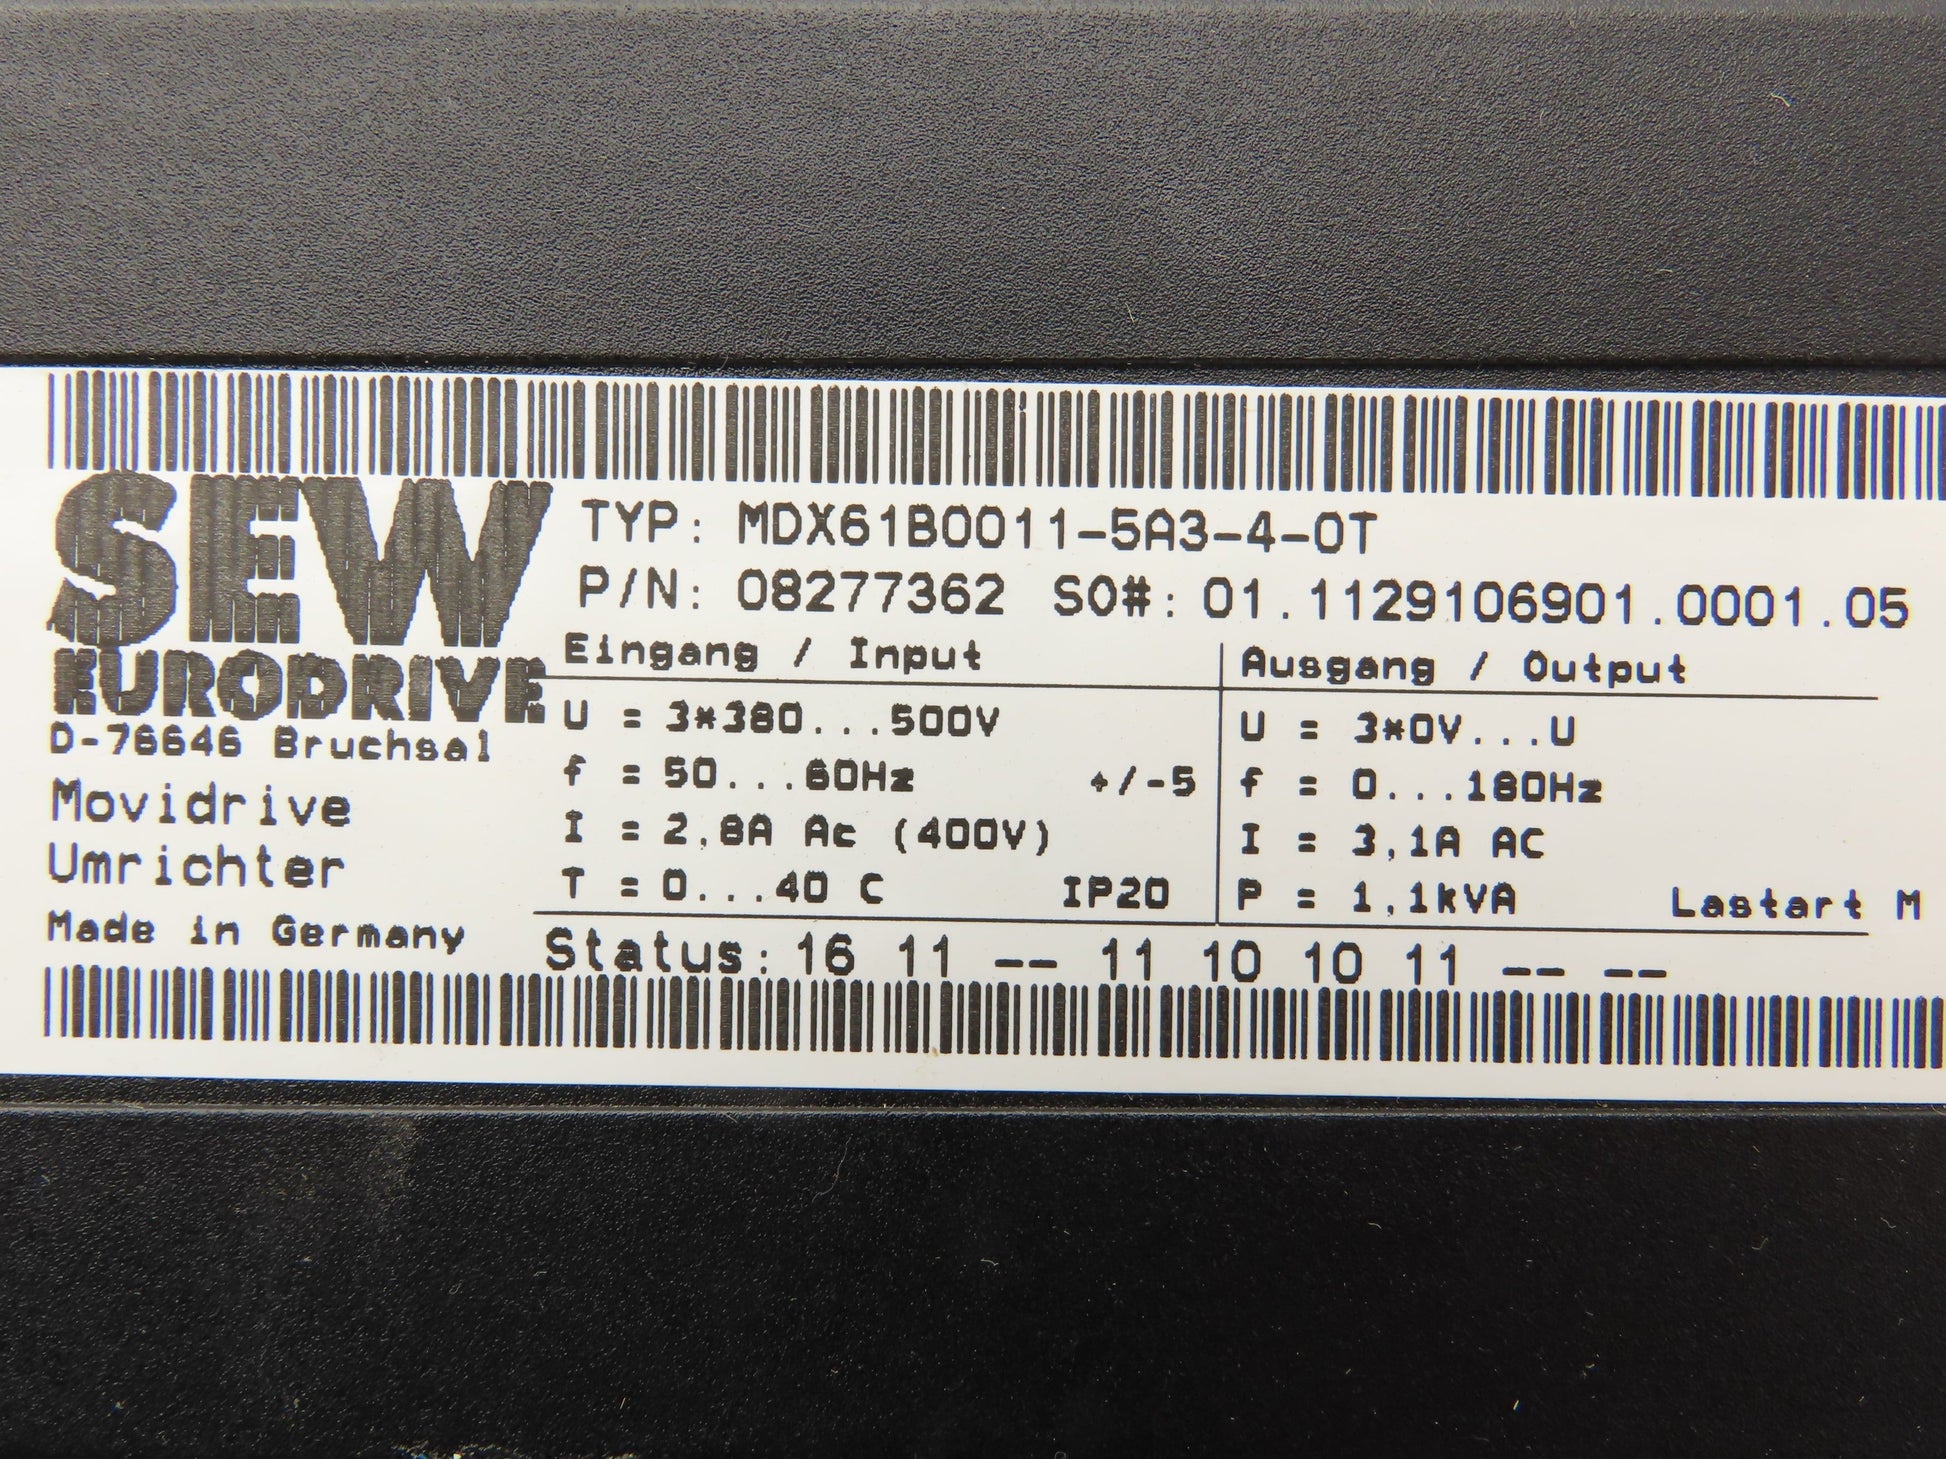 SEW
EURODRIVE
D-76646 Bruchsal
Movidrive
Umrichter
Made in Germany
TYP: MDX61B0011-5A3-4-0T
P/N: 08277362 SO#: 01.1129106901.0001.05
Eingang / Input
U = 3*380...500V
f = 50...60Hz +/-5
I = 2,8A Ac (400V)
T = 0...40 C IP20
Ausgang / Output
U = 3*0V...U
f = 0...180Hz
I = 3,1A AC
P = 1,1kVA Lastart M
Status: 16 11 -- 11 10 10 11 -- --